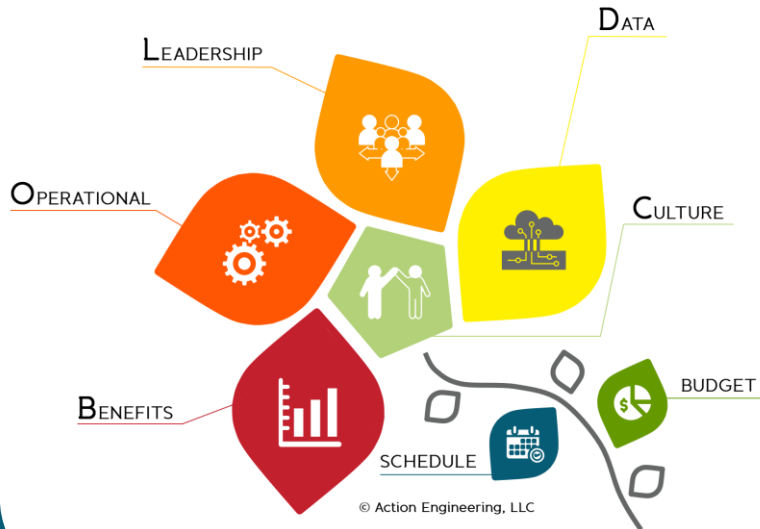 DATA
LEADERSHIP
OPERATIONAL
CULTURE
BENEFITS
BUDGET
$
SCHEDULE
© Action Engineering, LLC